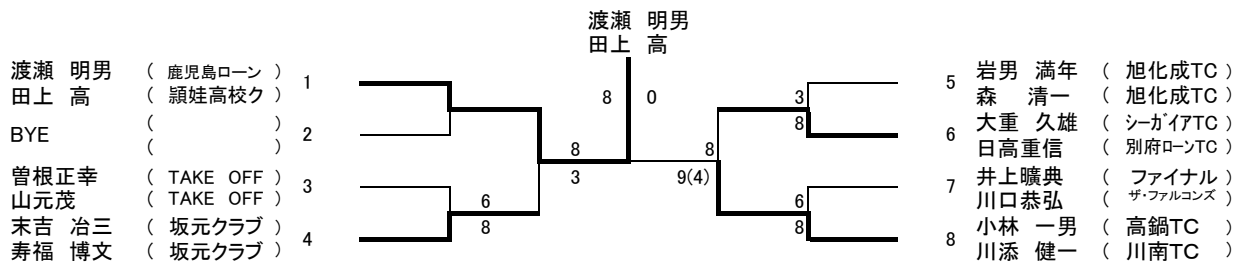 渡瀬 明男
田上 高
8 0
渡瀬 明男 ( 鹿児島ローン ) 1
田上 高 ( 頴娃高校ク )
BYE ( ) 2
( )
曽根正幸 ( TAKE OFF ) 3
山元茂 ( TAKE OFF )
末吉 冶三 ( 坂元クラブ ) 4
寿福 博文 ( 坂元クラブ )
6
8
8
3
8
9(4)
3
8
6
8
5 岩男 満年 ( 旭化成TC )
森 清一 ( 旭化成TC )
6 大重 久雄 ( シーガイアTC )
日高重信 ( 別府ローンTC )
7 井上曠典 ( ファイナル )
川口恭弘 ( ザ・ファルコンズ )
8 小林 一男 ( 高鍋TC )
川添 健一 ( 川南TC )